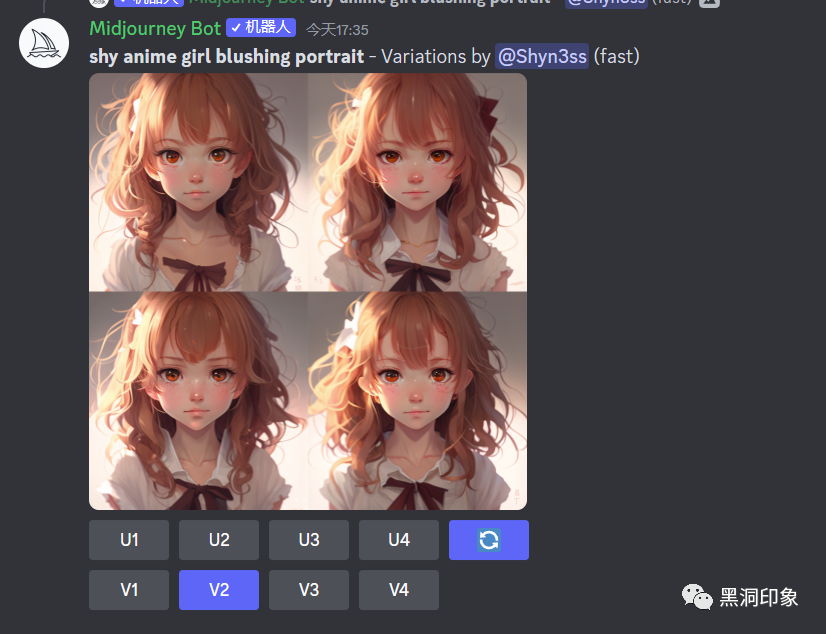 机器人 Midjourney Bot shy anime girl blushing portrait @Shyn3ss (fast)
Midjourney Bot 机器人 今天17:35
shy anime girl blushing portrait - Variations by @Shyn3ss (fast)
U1 U2 U3 U4
V1 V2 V3 V4
黑洞印象